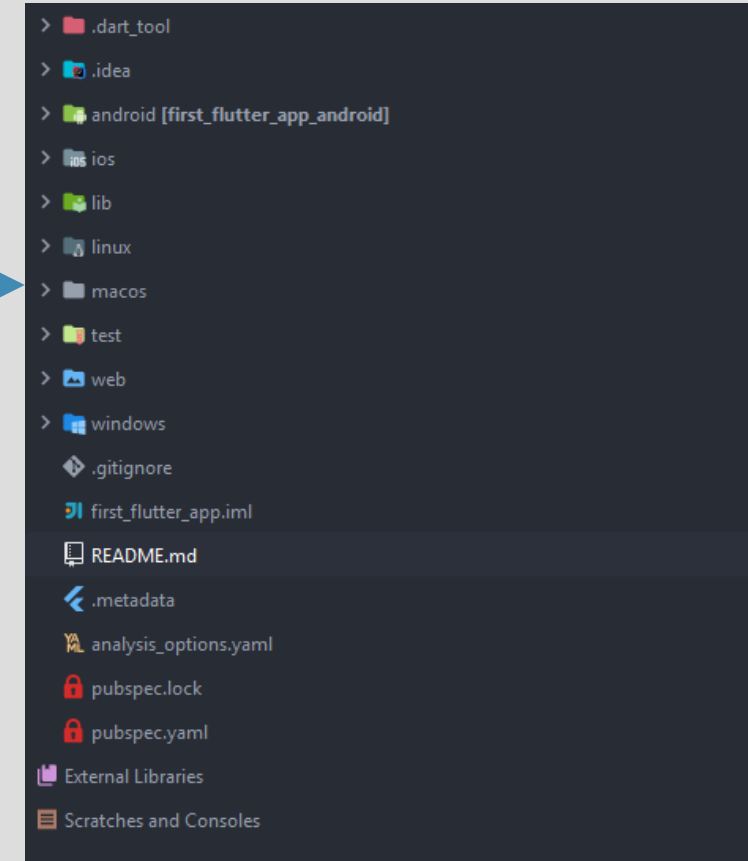 .dart_tool
.idea
android [first_flutter_app_android]
ios
lib
linux
macos
test
web
windows
.gitignore
first_flutter_app.iml
README.md
.metadata
analysis_options.yaml
pubspec.lock
pubspec.yaml
External Libraries
Scratches and Consoles